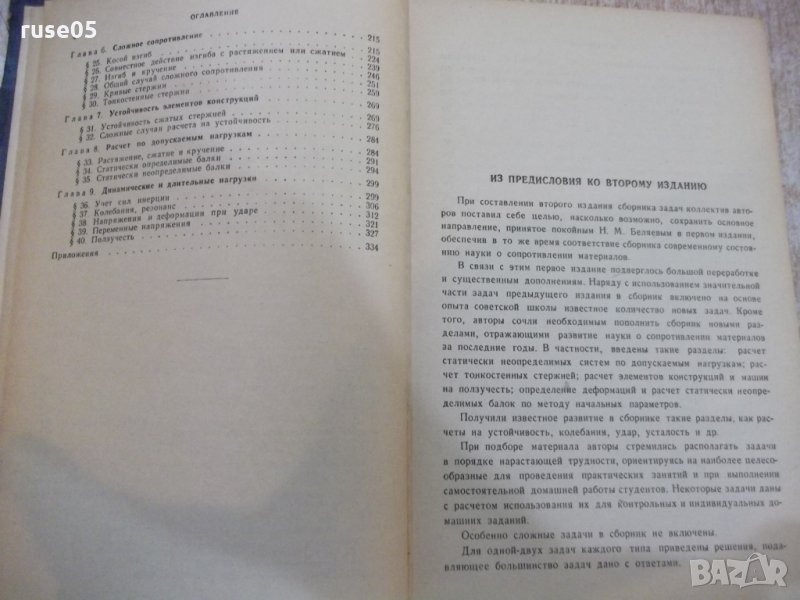 ruse05
ОГЛАВЛЕНИЕ
Глава 6. Сложное сопротивление 215
§ 25. Косой изгиб 215
§ 26. Совместное действие изгиба с растяжением или сжатием 224
§ 27. Изгиб и кручение 239
§ 28. Общий случай сложного сопротивления 246
§ 29. Кривые стержни 251
§ 30. Тонкостенные стержни 259
Глава 7. Устойчивость элементов конструкций 269
§ 31. Устойчивость сжатых стержней 269
§ 32. Сложные случаи расчета на устойчивость 276
Глава 8. Расчет по допускаемым нагрузкам 284
§ 33. Растяжение, сжатие и кручение 284
§ 34. Статически определимые балки 291
§ 35. Статически неопределимые балки 294
Глава 9. Динамические и длительные нагрузки 299
§ 36. Учет сил инерции 299
§ 37. Колебания, резонанс 306
§ 38. Напряжения и деформации при ударе 312
§ 39. Переменные напряжения 321
§ 40. Ползучесть 327
Приложения 334
ИЗ ПРЕДИСЛОВИЯ КО ВТОРОМУ ИЗДАНИЮ
При составлении второго издания сборника задач коллектив авто-
ров поставил себе целью, насколько возможно, сохранить основное
направление, принятое покойным Н. М. Беляевым в первом издании,
обеспечив в то же время соответствие сборника современному состоя-
нию науки о сопротивлении материалов.
В связи с этим первое издание подверглось большой переработке
и существенным дополнениям. Наряду с использованием значительной
части задач предыдущего издания в сборник включено на основе
опыта советской школы известное количество новых задач. Кроме
того, авторы сочли необходимым пополнить сборник новыми раз-
делами, отражающими развитие науки о сопротивлении материалов
за последние годы. В частности, введены такие разделы: расчет
статически неопределимых систем по допускаемым нагрузкам; рас-
чет тонкостенных стержней; расчет элементов конструкций и машин
на ползучесть; определение деформаций и расчет статически неопре-
делимых балок по методу начальных параметров.
Получили известное развитие в сборнике такие разделы, как рас-
четы на устойчивость, колебания, удар, усталость и др.
При подборе материала авторы стремились располагать задачи
в порядке нарастающей трудности, ориентируясь на наиболее целесо-
образные для проведения практических занятий и при выполнении
самостоятельной домашней работы студентов. Некоторые задачи даны
с расчетом использования их для контрольных и индивидуальных до-
машних заданий.
Особенно сложные задачи в сборник не включены.
Для одной-двух задач каждого типа приведены решения, пода-
вляющее большинство задач дано с ответами.
BAZAR